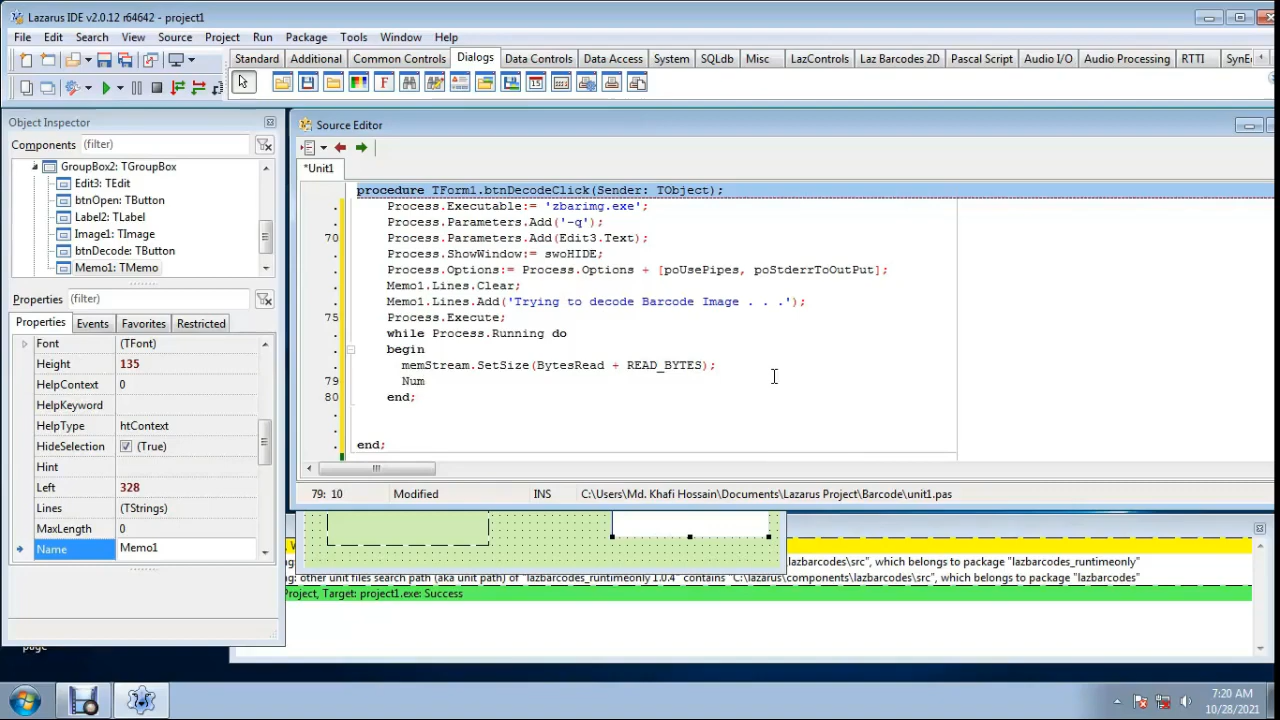 Lazarus IDE v2.0.12 r64642 - project1
File Edit Search View Source Project Run Package Tools Window Help
Standard Additional Common Controls Dialogs Data Controls Data Access System SQLdb Misc LazControls Laz Barcodes 2D Pascal Script Audio I/O Audio Processing RTTI SynE
Object Inspector
Components (filter)
GroupBox2: TGroupBox
Edit3: TEdit
btnOpen: TButton
Label2: TLabel
Image1: TImage
btnDecode: TButton
Memo1: TMemo
Properties (filter)
Properties Events Favorites Restricted
Font (TFont)
Height 135
HelpContext 0
HelpKeyword
HelpType htContext
HideSelection (True)
Hint
Left 328
Lines (TStrings)
MaxLength 0
Name Memo1
Source Editor
*Unit1
procedure TForm1.btnDecodeClick(Sender: TObject);
. Process.Executable:= 'zbarimg.exe';
. Process.Parameters.Add('-q');
70 Process.Parameters.Add(Edit3.Text);
. Process.ShowWindow:= swoHIDE;
. Process.Options:= Process.Options + [poUsePipes, poStderrToOutPut];
. Memo1.Lines.Clear;
. Memo1.Lines.Add('Trying to decode Barcode Image . . .');
75 Process.Execute;
. while Process.Running do
. begin
. memStream.SetSize(BytesRead + READ_BYTES);
79 Num
80 end;
.
.
. end;
79: 10 Modified INS C:\Users\Md. Khafi Hossain\Documents\Lazarus Project\Barcode\unit1.pas
lazbarcodes\src", which belongs to package "lazbarcodes_runtimeonly"
ng: other unit files search path (aka unit path) of "lazbarcodes_runtimeonly 1.0.4" contains "C:\lazarus\components\lazbarcodes\src", which belongs to package "lazbarcodes"
Project, Target: project1.exe: Success
page
7:20 AM
10/28/2021